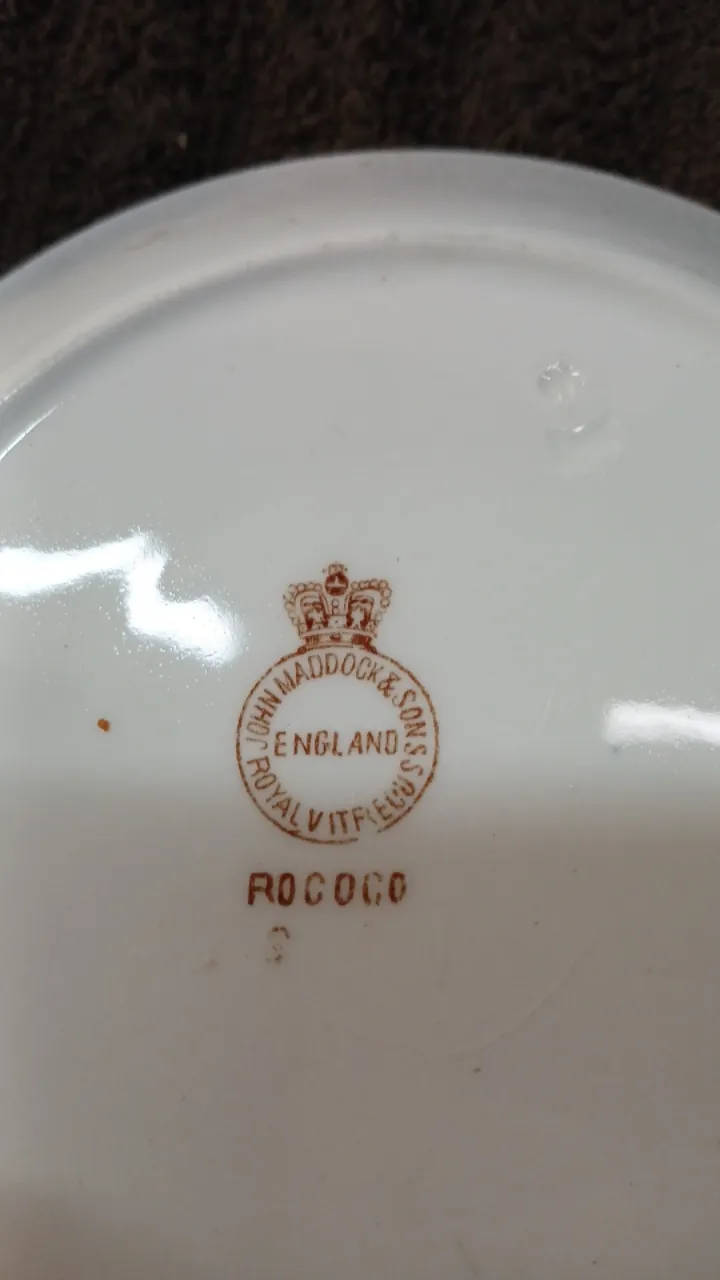 JOHN MADDOCK & SONS
ENGLAND
ROYAL VITREOUS
ROCOCO